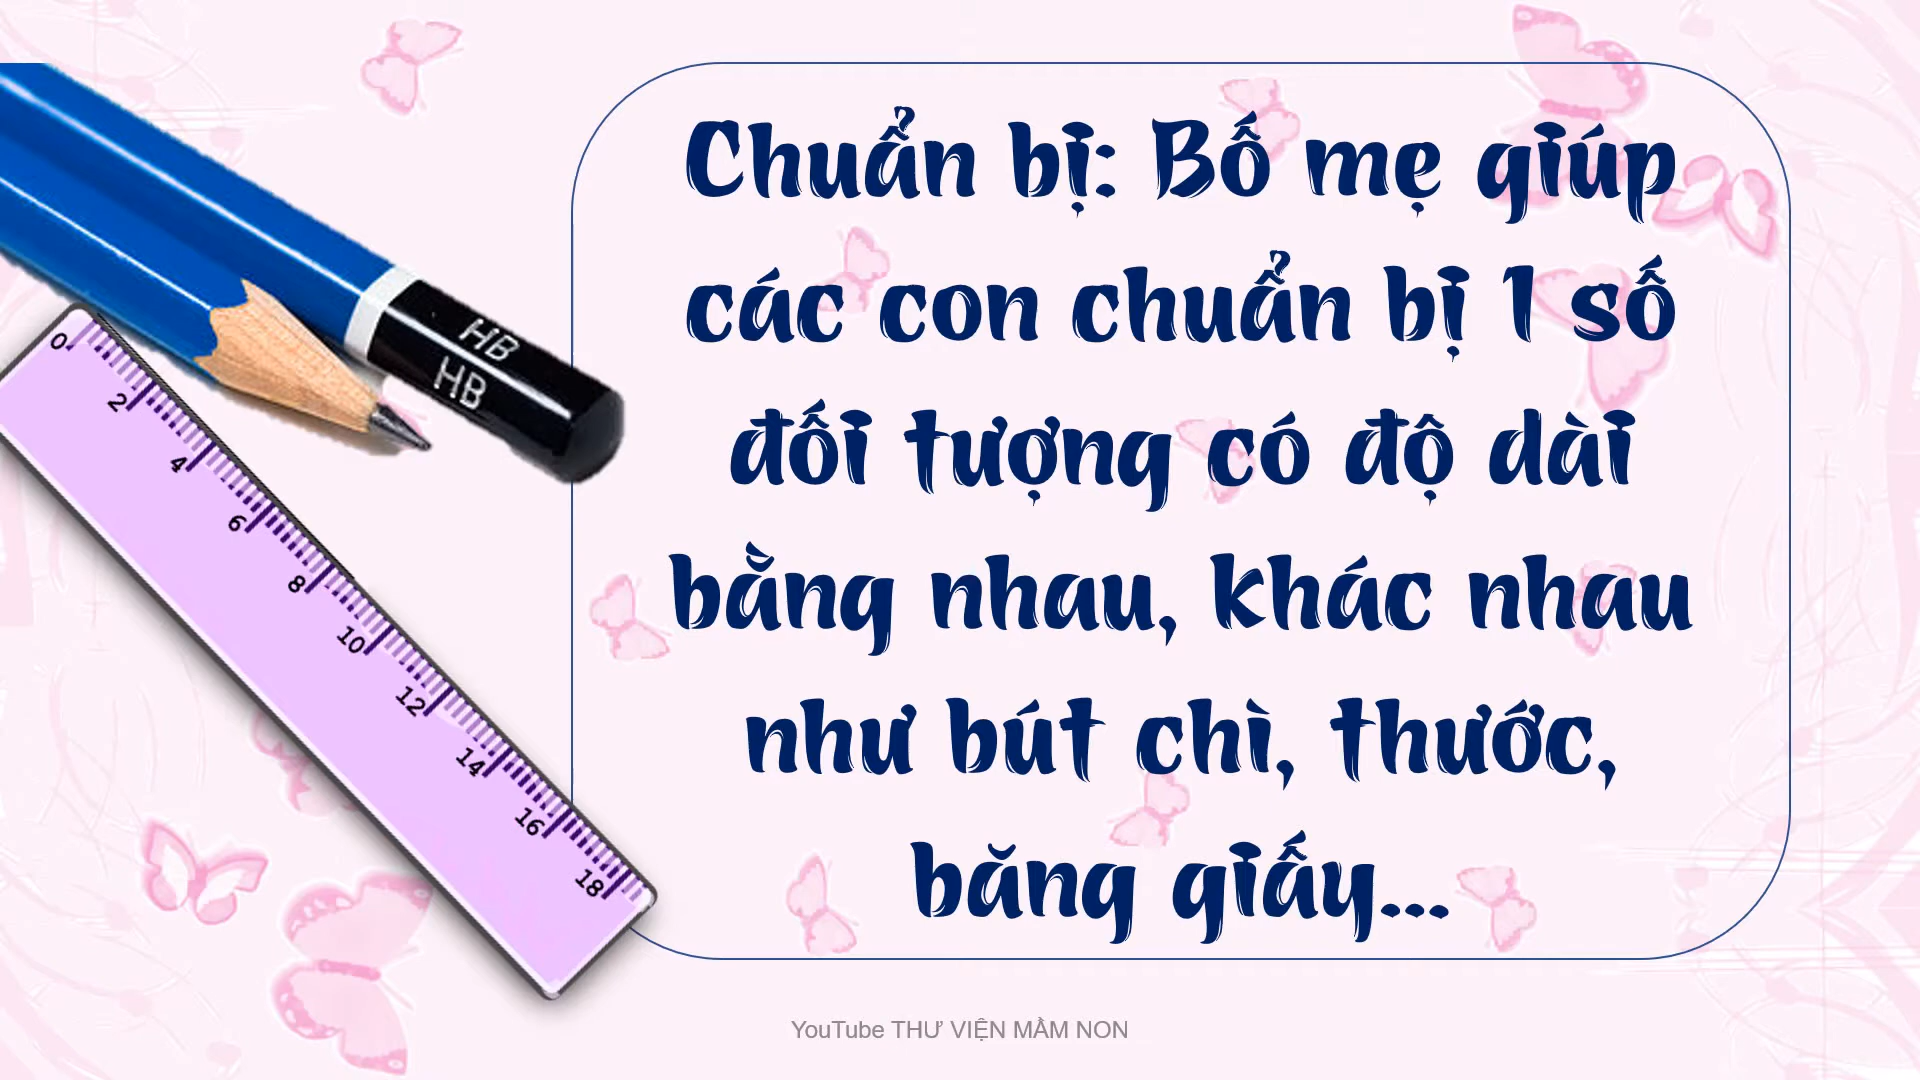 Chuẩn bị: Bố mẹ giúp
các con chuẩn bị 1 số
đối tượng có độ dài
bằng nhau, khác nhau
như bút chì, thước,
băng giấy...
HB
HB
0
2
4
6
8
10
12
14
16
18
YouTube THƯ VIỆN MẦM NON